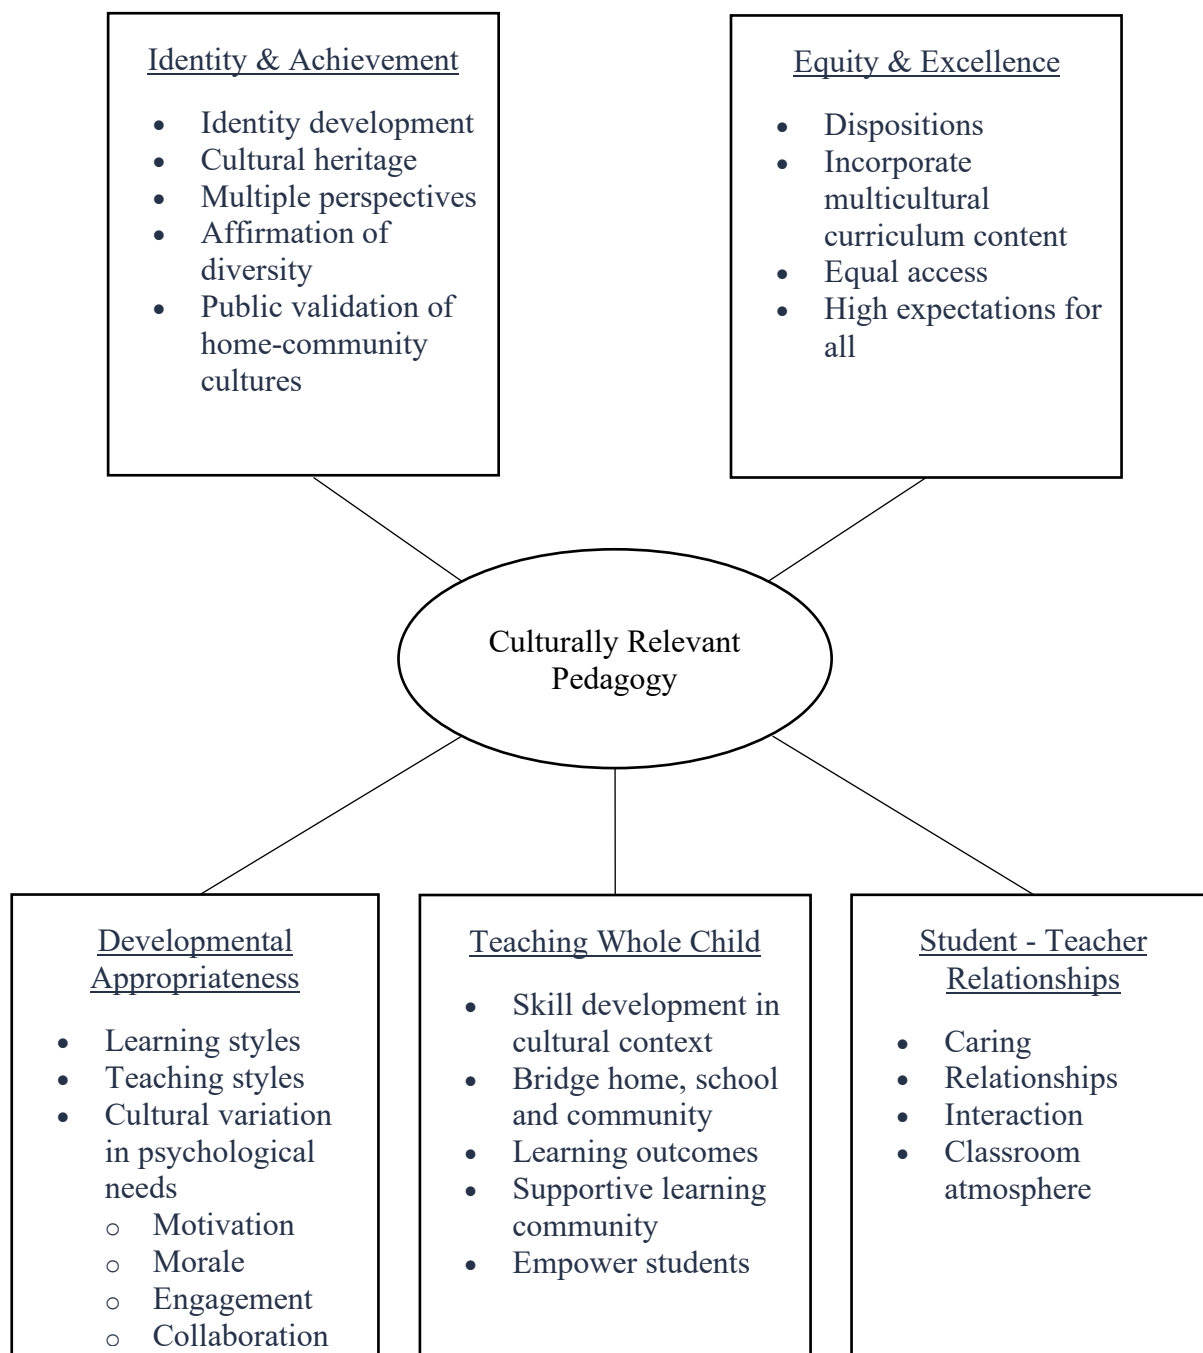 Identity & Achievement
• Identity development
• Cultural heritage
• Multiple perspectives
• Affirmation of
diversity
• Public validation of
home-community
cultures
Equity & Excellence
• Dispositions
• Incorporate
multicultural
curriculum content
• Equal access
• High expectations for
all
Culturally Relevant
Pedagogy
Developmental
Appropriateness
• Learning styles
• Teaching styles
• Cultural variation
in psychological
needs
o Motivation
o Morale
o Engagement
o Collaboration
Teaching Whole Child
• Skill development in
cultural context
• Bridge home, school
and community
• Learning outcomes
• Supportive learning
community
• Empower students
Student - Teacher
Relationships
• Caring
• Relationships
• Interaction
• Classroom
atmosphere